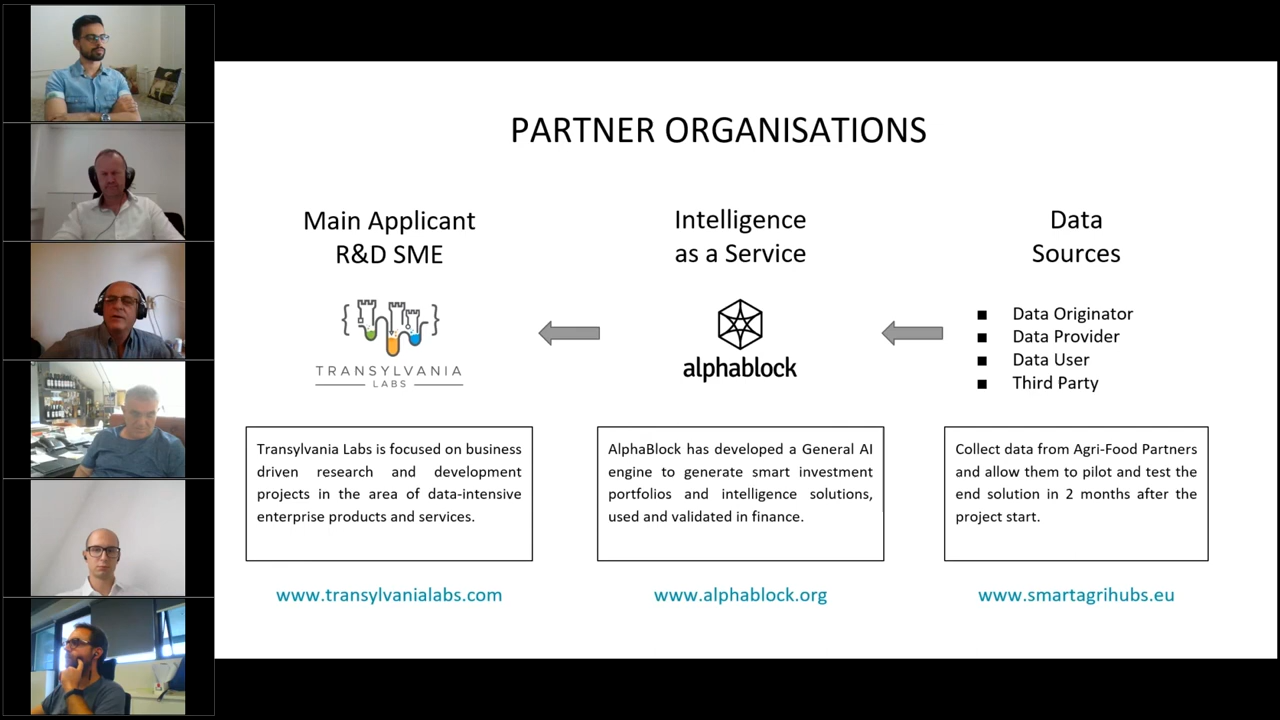 PARTNER ORGANISATIONS
Main Applicant
R&D SME
{ }
TRANSYLVANIA
LABS
Transylvania Labs is focused on business
driven research and development
projects in the area of data-intensive
enterprise products and services.
www.transylvanialabs.com
Intelligence
as a Service
alphablock
AlphaBlock has developed a General AI
engine to generate smart investment
portfolios and intelligence solutions,
used and validated in finance.
www.alphablock.org
Data
Sources
■ Data Originator
■ Data Provider
■ Data User
■ Third Party
Collect data from Agri-Food Partners
and allow them to pilot and test the
end solution in 2 months after the
project start.
www.smartagrihubs.eu